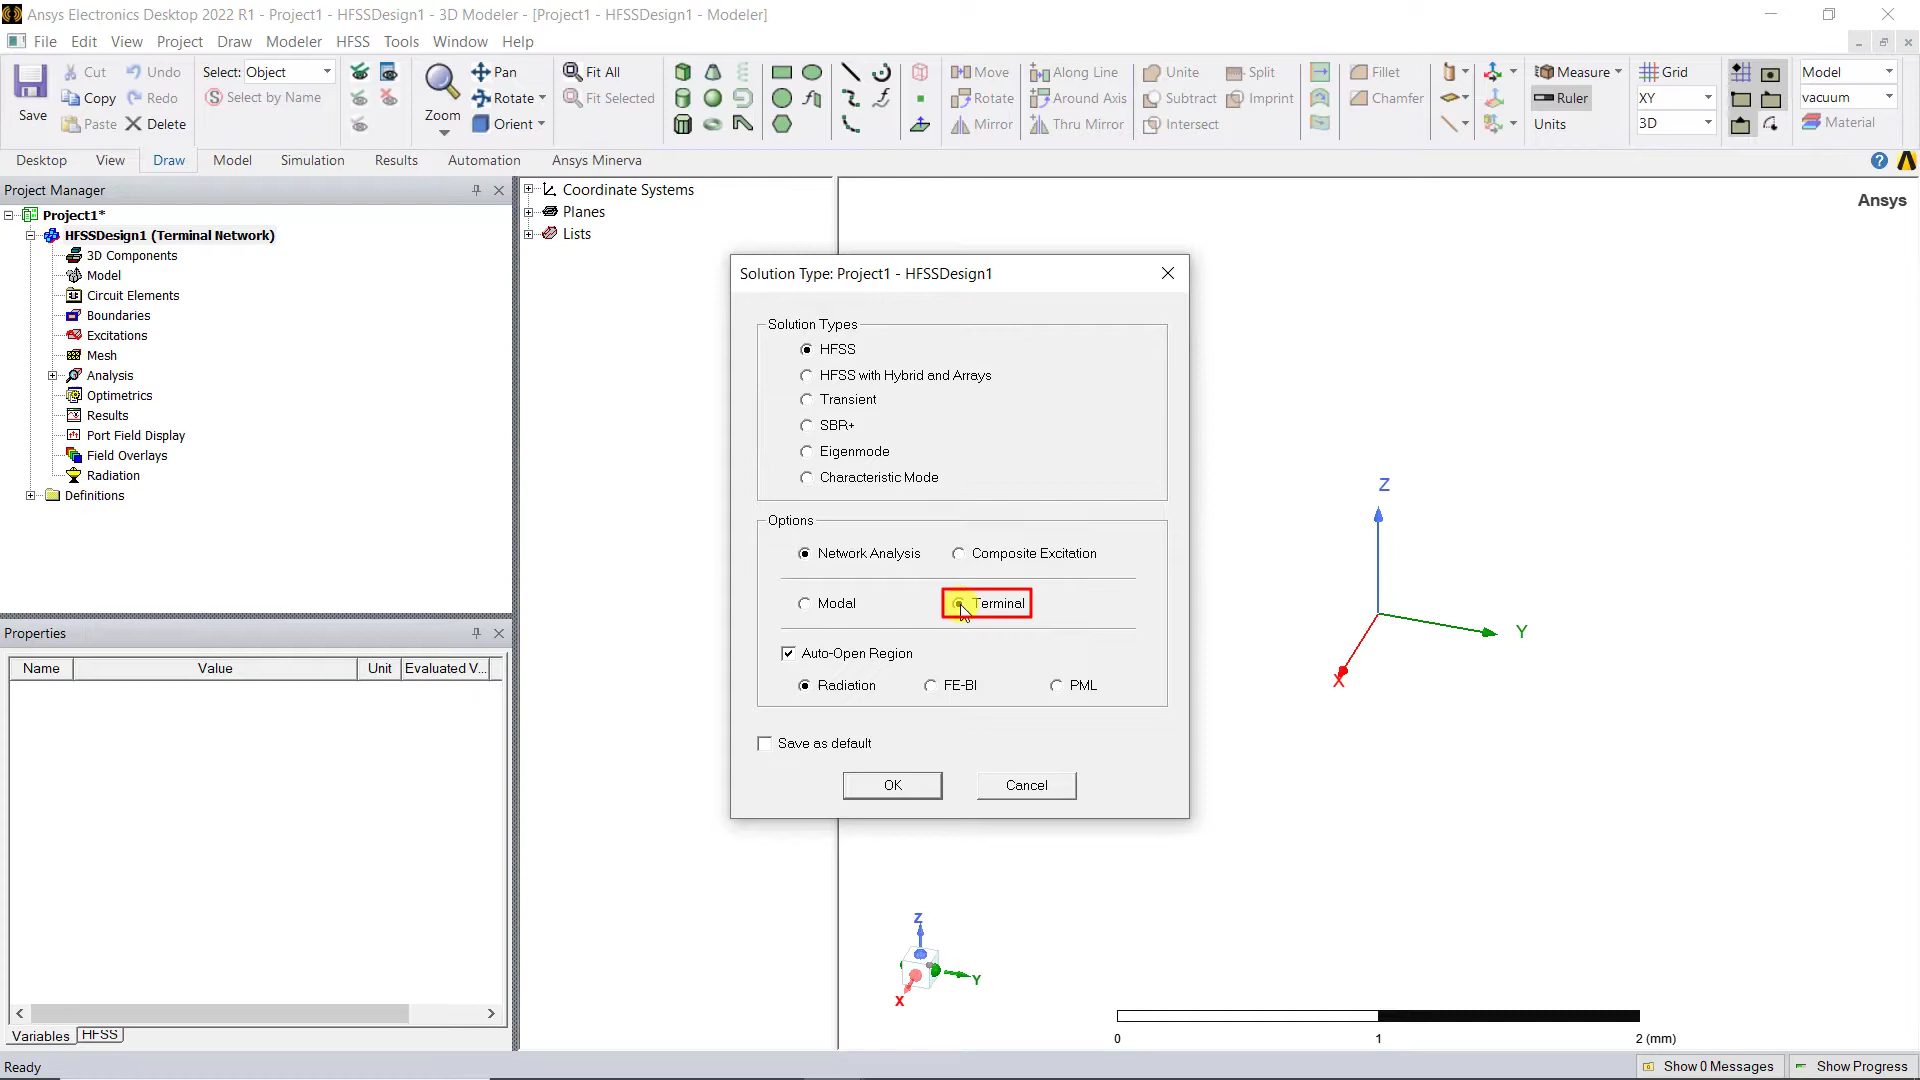 Ansys Electronics Desktop 2022 R1 - Project1 - HFSSDesign1 - 3D Modeler - [Project1 - HFSSDesign1 - Modeler]
File Edit View Project Draw Modeler HFSS Tools Window Help
Save
Cut Undo
Copy Redo
Paste Delete
Select: Object
Select by Name
Zoom
Pan
Rotate
Orient
Fit All
Fit Selected
Move Along Line
Rotate Around Axis
Mirror Thru Mirror
Unite Split
Subtract Imprint
Intersect
Fillet
Chamfer
Measure
Ruler
Units
Grid
XY
3D
Model
vacuum
Material
Desktop View Draw Model Simulation Results Automation Ansys Minerva
Project Manager
Project1*
HFSSDesign1 (Terminal Network)
3D Components
Model
Circuit Elements
Boundaries
Excitations
Mesh
Analysis
Optimetrics
Results
Port Field Display
Field Overlays
Radiation
Definitions
Coordinate Systems
Planes
Lists
Ansys
Solution Type: Project1 - HFSSDesign1
Solution Types
HFSS
HFSS with Hybrid and Arrays
Transient
SBR+
Eigenmode
Characteristic Mode
Options
Network Analysis Composite Excitation
Modal Terminal
Auto-Open Region
Radiation FE-BI PML
Save as default
OK Cancel
Z
Y
X
Properties
Name Value Unit Evaluated V...
Variables HFSS
Z
Y
X
0 1 2 (mm)
Ready
Show 0 Messages Show Progress